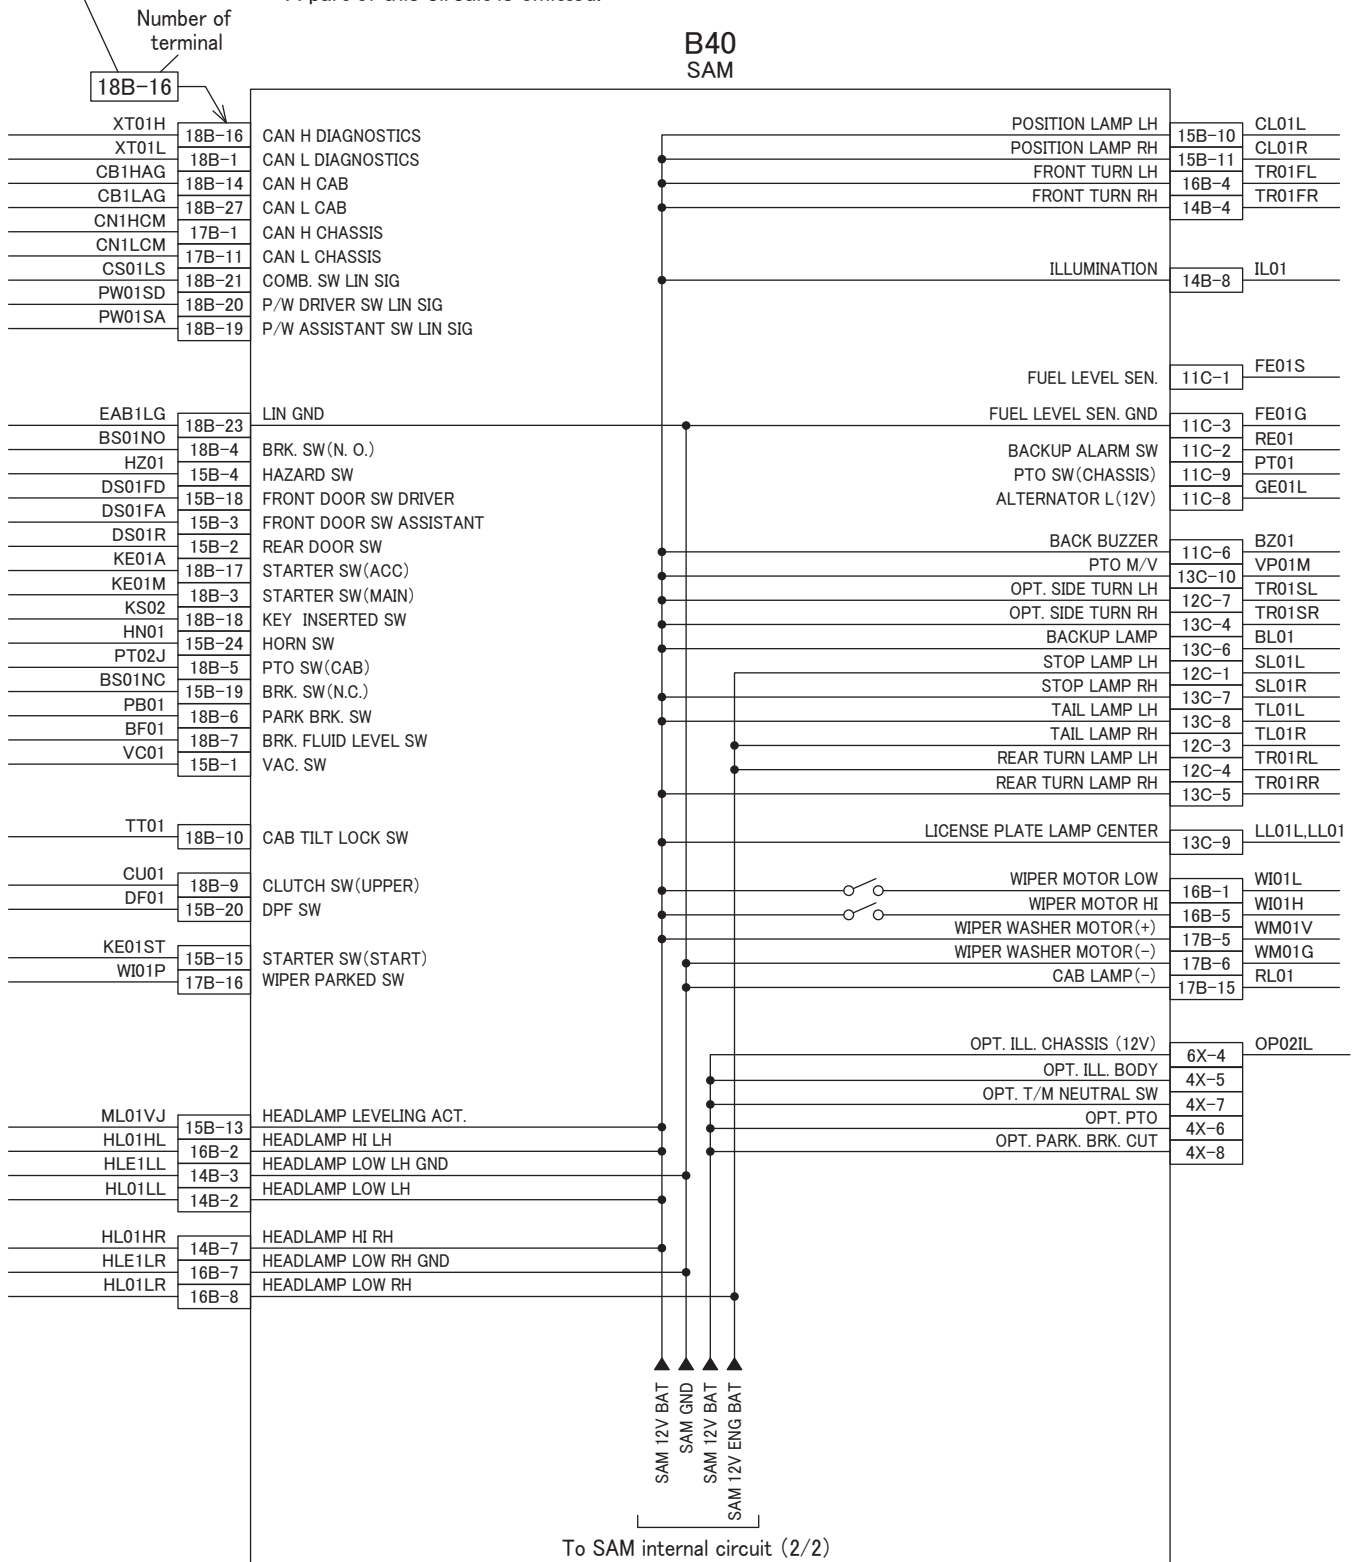 Number of
terminal
B40
SAM
18B-16
XT01H 18B-16 CAN H DIAGNOSTICS
XT01L 18B-1 CAN L DIAGNOSTICS
CB1HAG 18B-14 CAN H CAB
CB1LAG 18B-27 CAN L CAB
CN1HCM 17B-1 CAN H CHASSIS
CN1LCM 17B-11 CAN L CHASSIS
CS01LS 18B-21 COMB. SW LIN SIG
PW01SD 18B-20 P/W DRIVER SW LIN SIG
PW01SA 18B-19 P/W ASSISTANT SW LIN SIG
EAB1LG 18B-23 LIN GND
BS01NO 18B-4 BRK. SW(N. O.)
HZ01 15B-4 HAZARD SW
DS01FD 15B-18 FRONT DOOR SW DRIVER
DS01FA 15B-3 FRONT DOOR SW ASSISTANT
DS01R 15B-2 REAR DOOR SW
KE01A 18B-17 STARTER SW(ACC)
KE01M 18B-3 STARTER SW(MAIN)
KS02 18B-18 KEY INSERTED SW
HN01 15B-24 HORN SW
PT02J 18B-5 PTO SW(CAB)
BS01NC 15B-19 BRK. SW(N.C.)
PB01 18B-6 PARK BRK. SW
BF01 18B-7 BRK. FLUID LEVEL SW
VC01 15B-1 VAC. SW
TT01 18B-10 CAB TILT LOCK SW
CU01 18B-9 CLUTCH SW(UPPER)
DF01 15B-20 DPF SW
KE01ST 15B-15 STARTER SW(START)
WI01P 17B-16 WIPER PARKED SW
ML01VJ 15B-13 HEADLAMP LEVELING ACT.
HL01HL 16B-2 HEADLAMP HI LH
HLE1LL 14B-3 HEADLAMP LOW LH GND
HL01LL 14B-2 HEADLAMP LOW LH
HL01HR 14B-7 HEADLAMP HI RH
HLE1LR 16B-7 HEADLAMP LOW RH GND
HL01LR 16B-8 HEADLAMP LOW RH
POSITION LAMP LH 15B-10 CL01L
POSITION LAMP RH 15B-11 CL01R
FRONT TURN LH 16B-4 TR01FL
FRONT TURN RH 14B-4 TR01FR
ILLUMINATION 14B-8 IL01
FUEL LEVEL SEN. 11C-1 FE01S
FUEL LEVEL SEN. GND 11C-3 FE01G
BACKUP ALARM SW 11C-2 RE01
PTO SW(CHASSIS) 11C-9 PT01
ALTERNATOR L(12V) 11C-8 GE01L
BACK BUZZER 11C-6 BZ01
PTO M/V 13C-10 VP01M
OPT. SIDE TURN LH 12C-7 TR01SL
OPT. SIDE TURN RH 13C-4 TR01SR
BACKUP LAMP 13C-6 BL01
STOP LAMP LH 12C-1 SL01L
STOP LAMP RH 13C-7 SL01R
TAIL LAMP LH 13C-8 TL01L
TAIL LAMP RH 12C-3 TL01R
REAR TURN LAMP LH 12C-4 TR01RL
REAR TURN LAMP RH 13C-5 TR01RR
LICENSE PLATE LAMP CENTER 13C-9 LL01L,LL01
WIPER MOTOR LOW 16B-1 WI01L
WIPER MOTOR HI 16B-5 WI01H
WIPER WASHER MOTOR(+) 17B-5 WM01V
WIPER WASHER MOTOR(-) 17B-6 WM01G
CAB LAMP(-) 17B-15 RL01
OPT. ILL. CHASSIS (12V) 6X-4 OP02IL
OPT. ILL. BODY 4X-5
OPT. T/M NEUTRAL SW 4X-7
OPT. PTO 4X-6
OPT. PARK. BRK. CUT 4X-8
SAM 12V BAT
SAM GND
SAM 12V BAT
SAM 12V ENG BAT
To SAM internal circuit (2/2)